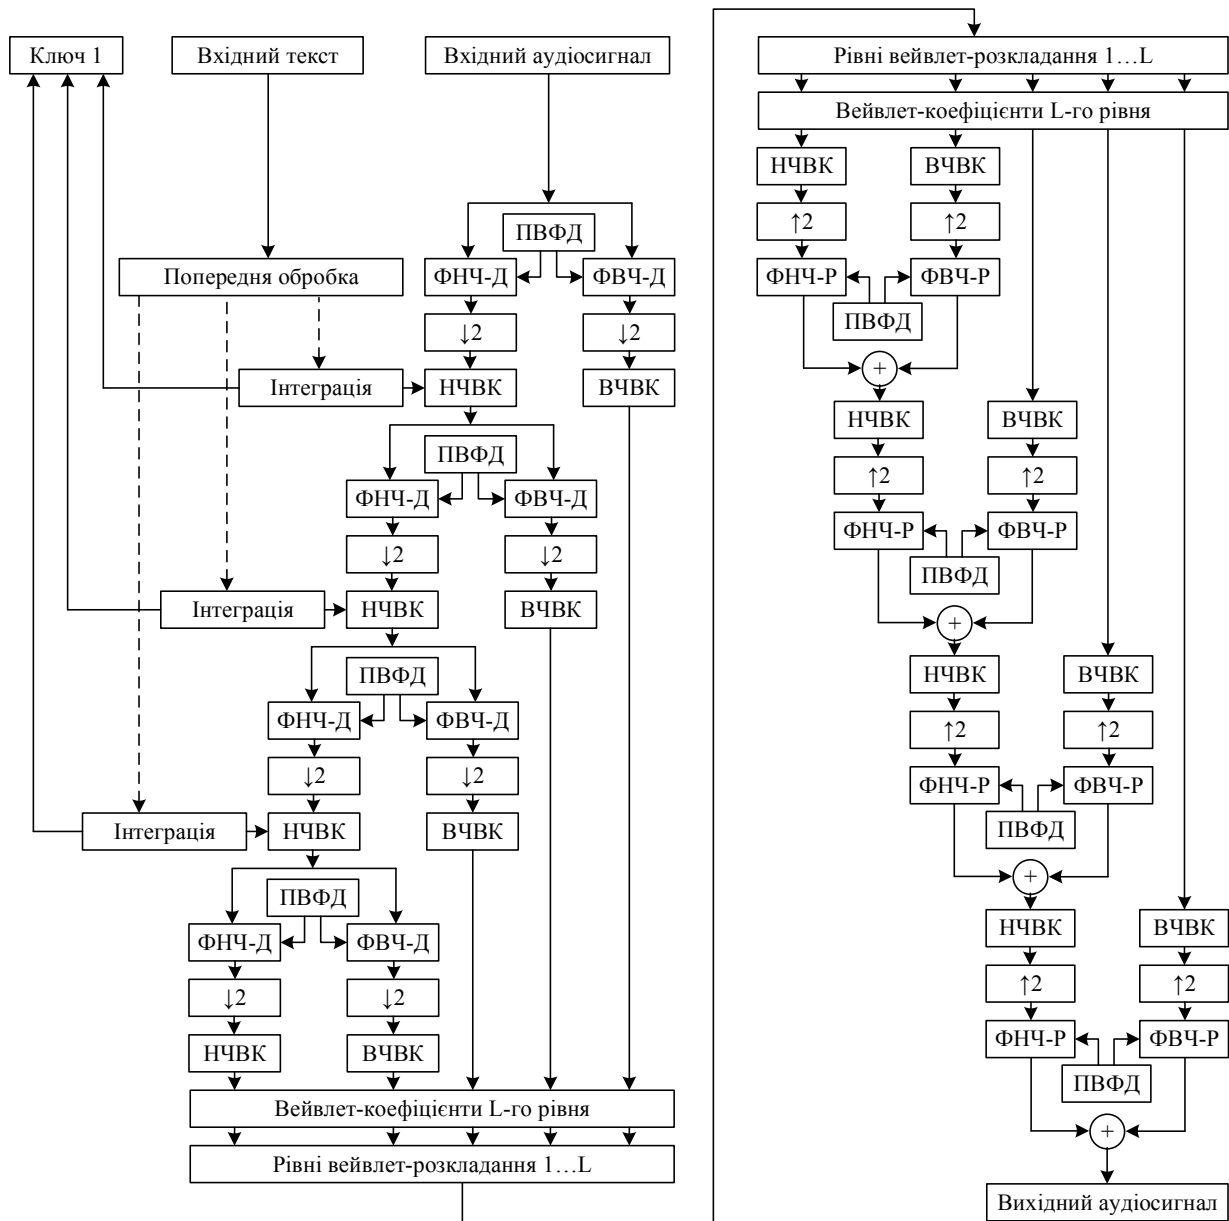 Ключ 1
Вхідний текст
Вхідний аудіосигнал
ПВФД
Попередня обробка
ФНЧ-Д
ФВЧ-Д
↓2
↓2
Інтеграція
НЧВК
ВЧВК
ПВФД
ФНЧ-Д
ФВЧ-Д
↓2
↓2
Інтеграція
НЧВК
ВЧВК
ПВФД
ФНЧ-Д
ФВЧ-Д
↓2
↓2
Інтеграція
НЧВК
ВЧВК
ПВФД
ФНЧ-Д
ФВЧ-Д
↓2
↓2
НЧВК
ВЧВК
Вейвлет-коефіцієнти L-го рівня
Рівні вейвлет-розкладання 1…L
Рівні вейвлет-розкладання 1…L
Вейвлет-коефіцієнти L-го рівня
НЧВК
ВЧВК
↑2
↑2
ФНЧ-Р
ФВЧ-Р
ПВФД
+
НЧВК
ВЧВК
↑2
↑2
ФНЧ-Р
ФВЧ-Р
ПВФД
+
НЧВК
ВЧВК
↑2
↑2
ФНЧ-Р
ФВЧ-Р
ПВФД
+
НЧВК
ВЧВК
↑2
↑2
ФНЧ-Р
ФВЧ-Р
ПВФД
+
Вихідний аудіосигнал